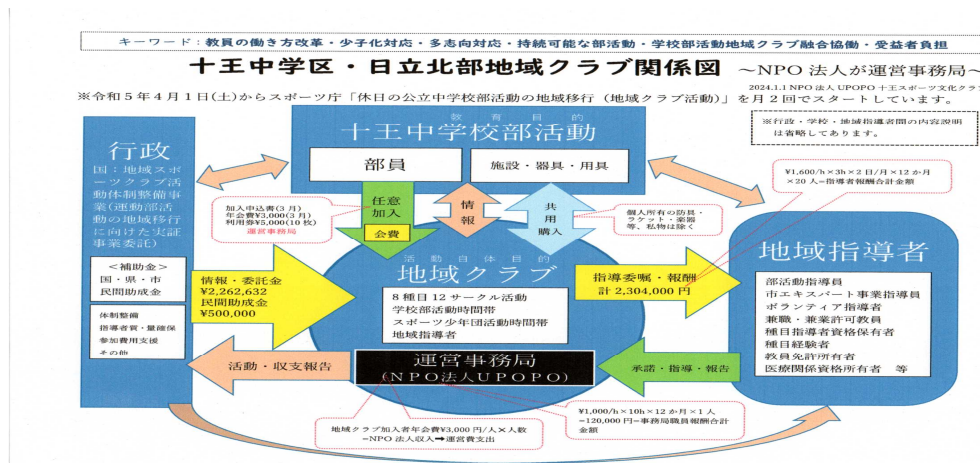 キーワード：教員の働き方改革・少子化対応・多志向対応・持続可能な部活動・学校部活動地域クラブ融合協働・受益者負担
十王中学区・日立北部地域クラブ関係図 ～NPO 法人が運営事務局～
2024.1.1 NPO 法人 UPOPO 十王スポーツ文化クラブ
※令和５年４月１日(土)からスポーツ庁「休日の公立中学校部活動の地域移行（地域クラブ活動）」を月２回でスタートしています。
※行政・学校・地域指導者間の内容説明
は省略してあります。
教育目的
十王中学校部活動
部員
施設・器具・用具
行政
国：地域スポ
ーツクラブ活
動体制整備事
業(運動部活
動の地域移行
に向けた実証
事業委託)
＜補助金＞
国・県・市
民間助成金
体制整備
指導者質・量確保
参加費用支援
その他
加入申込書(3月)
年会費¥3,000(3月)
利用券¥5,000(10枚)
運営事務局
任意
加入
会費
情
報
共
用
購入
個人所有の防具・
ラケット・楽器
等、私物は除く
¥1,600/h×3h×2日/月×12か月
×20人=指導者報酬合計金額
情報・委託金
¥2,262,632
民間助成金
¥500,000
活動自体目的
地域クラブ
８種目12サークル活動
学校部活動時間帯
スポーツ少年団活動時間帯
地域指導者
指導委嘱・報酬
計 2,304,000円
地域指導者
部活動指導員
市エキスパート事業指導員
ボランティア指導者
兼職・兼業許可教員
種目指導者資格保有者
種目経験者
教員免許所有者
医療関係資格所有者　等
活動・収支報告
運営事務局
(NPO法人UPOPO)
承諾・指導・報告
地域クラブ加入者年会費¥3,000円/人×人数
=NPO法人収入➡運営費支出
¥1,000/h×10h×12か月×1人
=120,000円=事務局職員報酬合計
金額